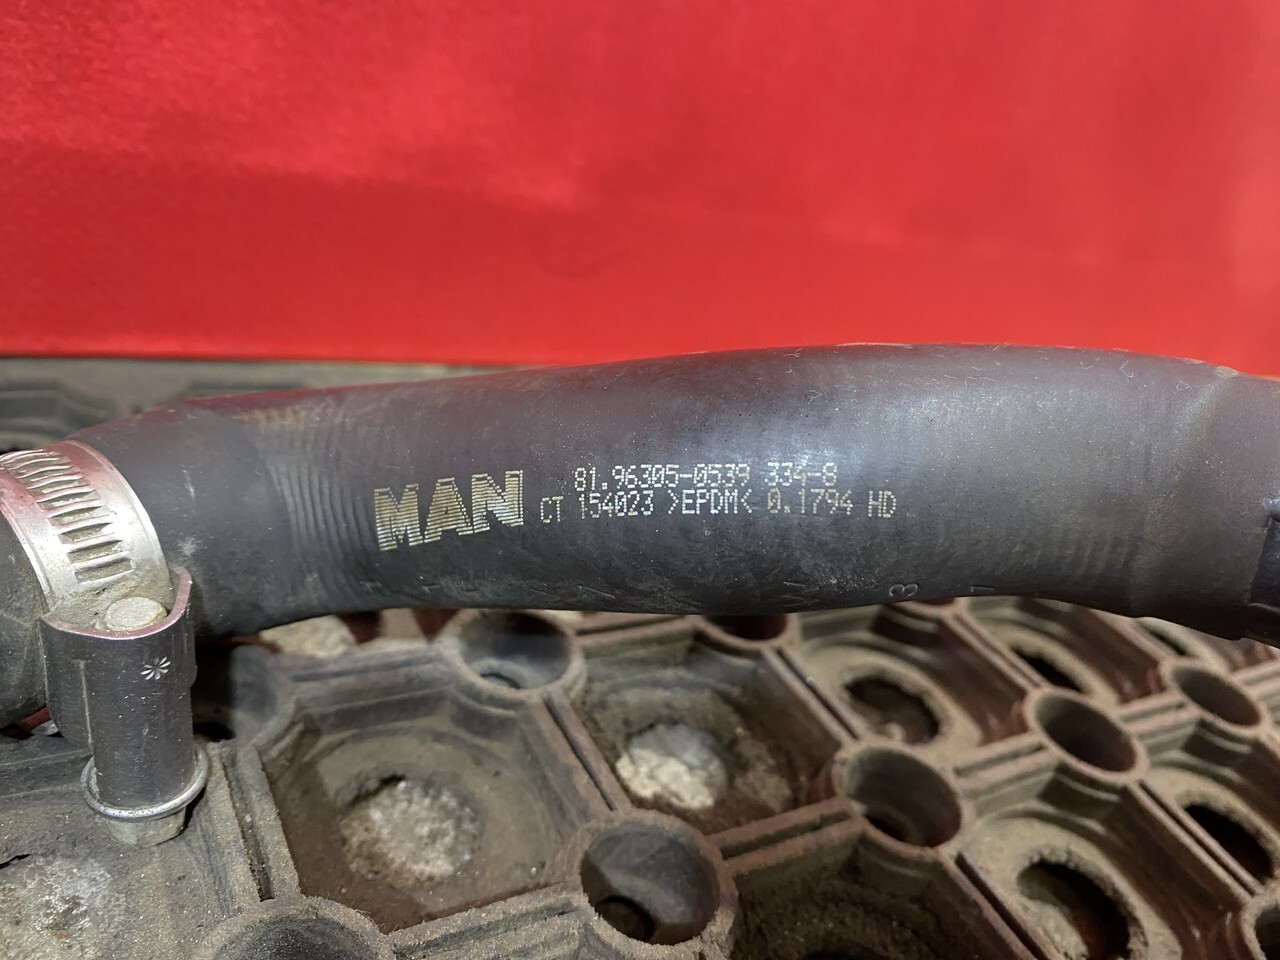 MAN
81.96305-0539 334-8
CT 154023 >EPDM< 0.1794 HD